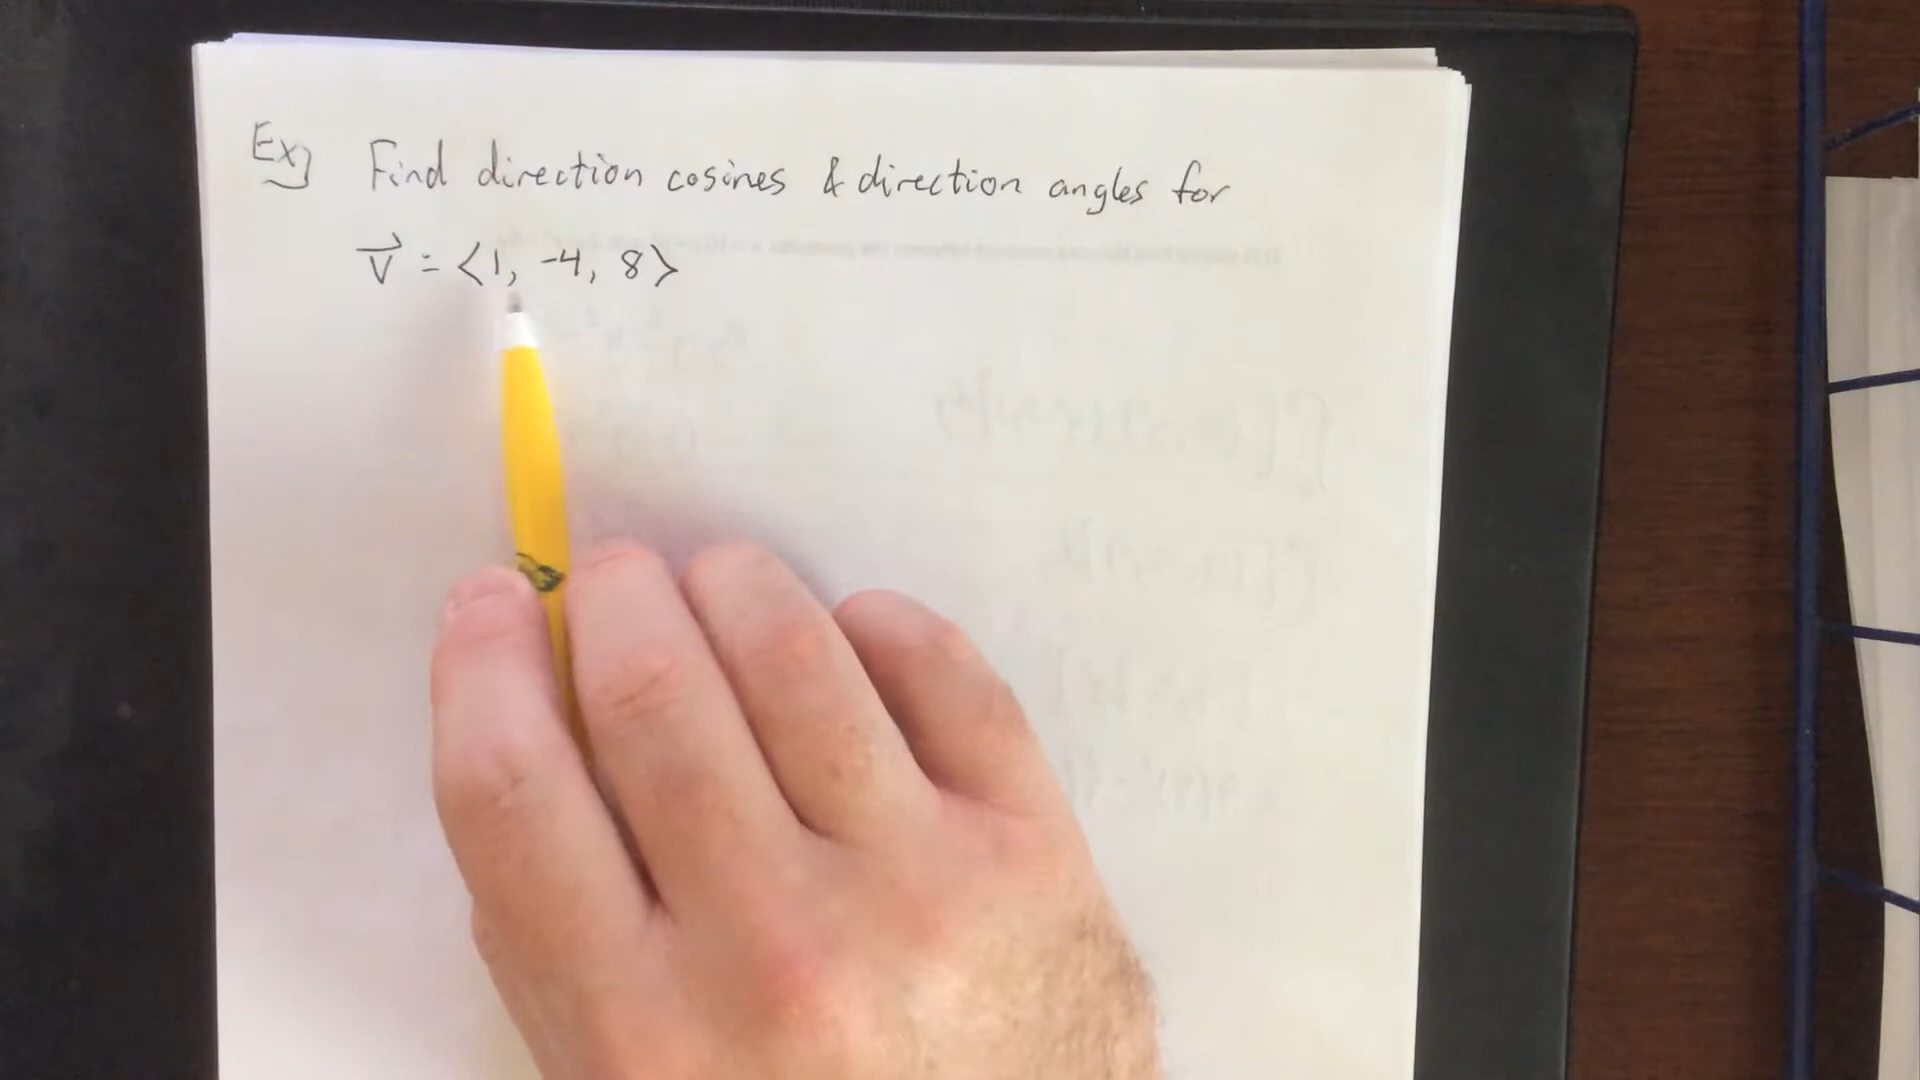 Ex) Find direction cosines & direction angles for
v⃗ = ⟨1, -4, 8⟩